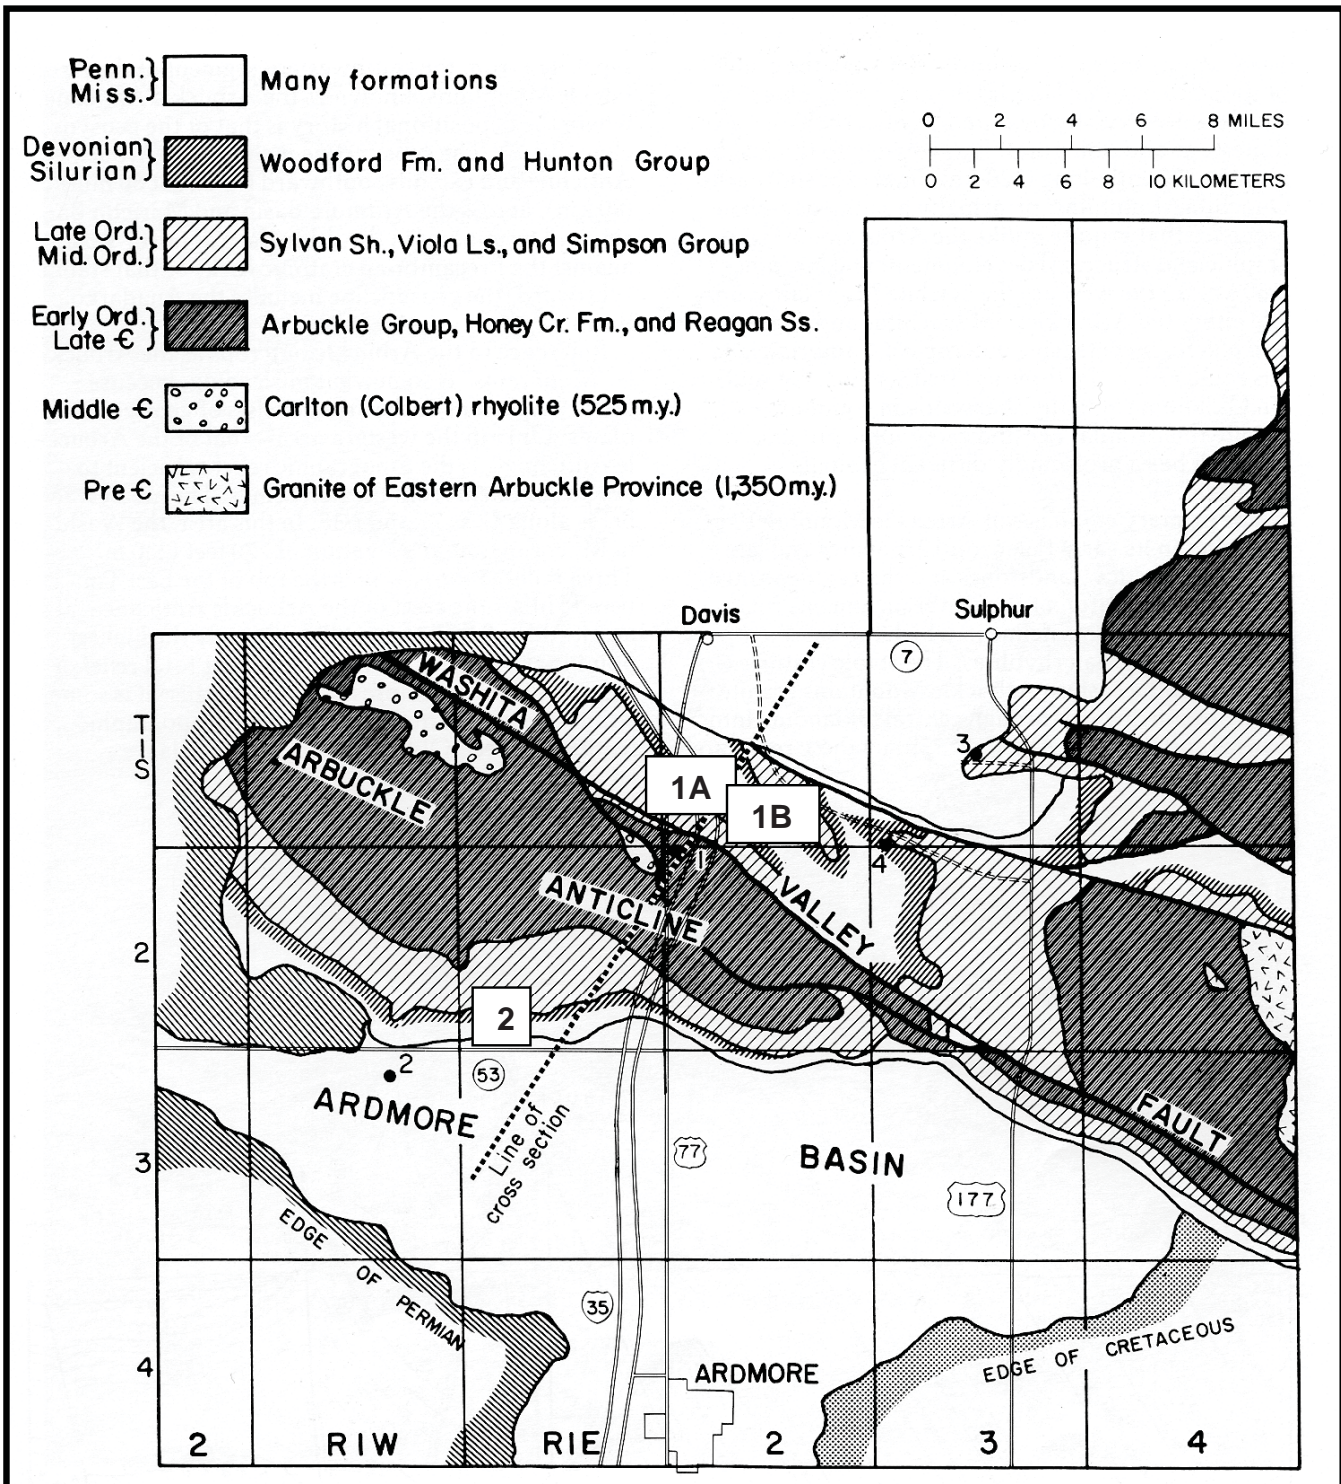 Penn.
Miss.
Many formations
Devonian
Silurian
Woodford Fm. and Hunton Group
Late Ord.
Mid. Ord.
Sylvan Sh., Viola Ls., and Simpson Group
Early Ord.
Late Є
Arbuckle Group, Honey Cr. Fm., and Reagan Ss.
Middle Є
Carlton (Colbert) rhyolite (525 m.y.)
Pre Є
Granite of Eastern Arbuckle Province (1,350 m.y.)
0 2 4 6 8 MILES
0 2 4 6 8 10 KILOMETERS
Davis
Sulphur
7
WASHITA
T
1
S
3
ARBUCKLE
1A
1B
4
1
ANTICLINE
VALLEY
2
2
2
53
ARDMORE
Line of
cross section
77
BASIN
FAULT
3
177
EDGE OF PERMIAN
35
EDGE OF CRETACEOUS
4
ARDMORE
2 R1W R1E 2 3 4